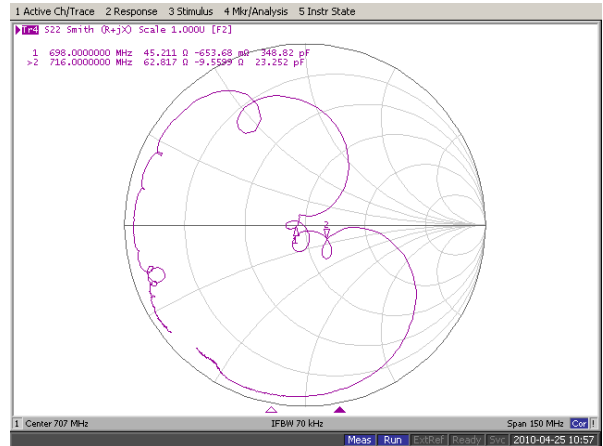 1 Active Ch/Trace 2 Response 3 Stimulus 4 Mkr/Analysis 5 Instr State
Tr4 S22 Smith (R+jX) Scale 1.000U [F2]
1 698.0000000 MHz 45.211 Ω -653.68 mΩ 348.82 pF
>2 716.0000000 MHz 62.817 Ω -9.5599 Ω 23.252 pF
2
1
1 Center 707 MHz IFBW 70 kHz Span 150 MHz Cor !
Meas Run ExtRef Ready Svc 2010-04-25 10:57